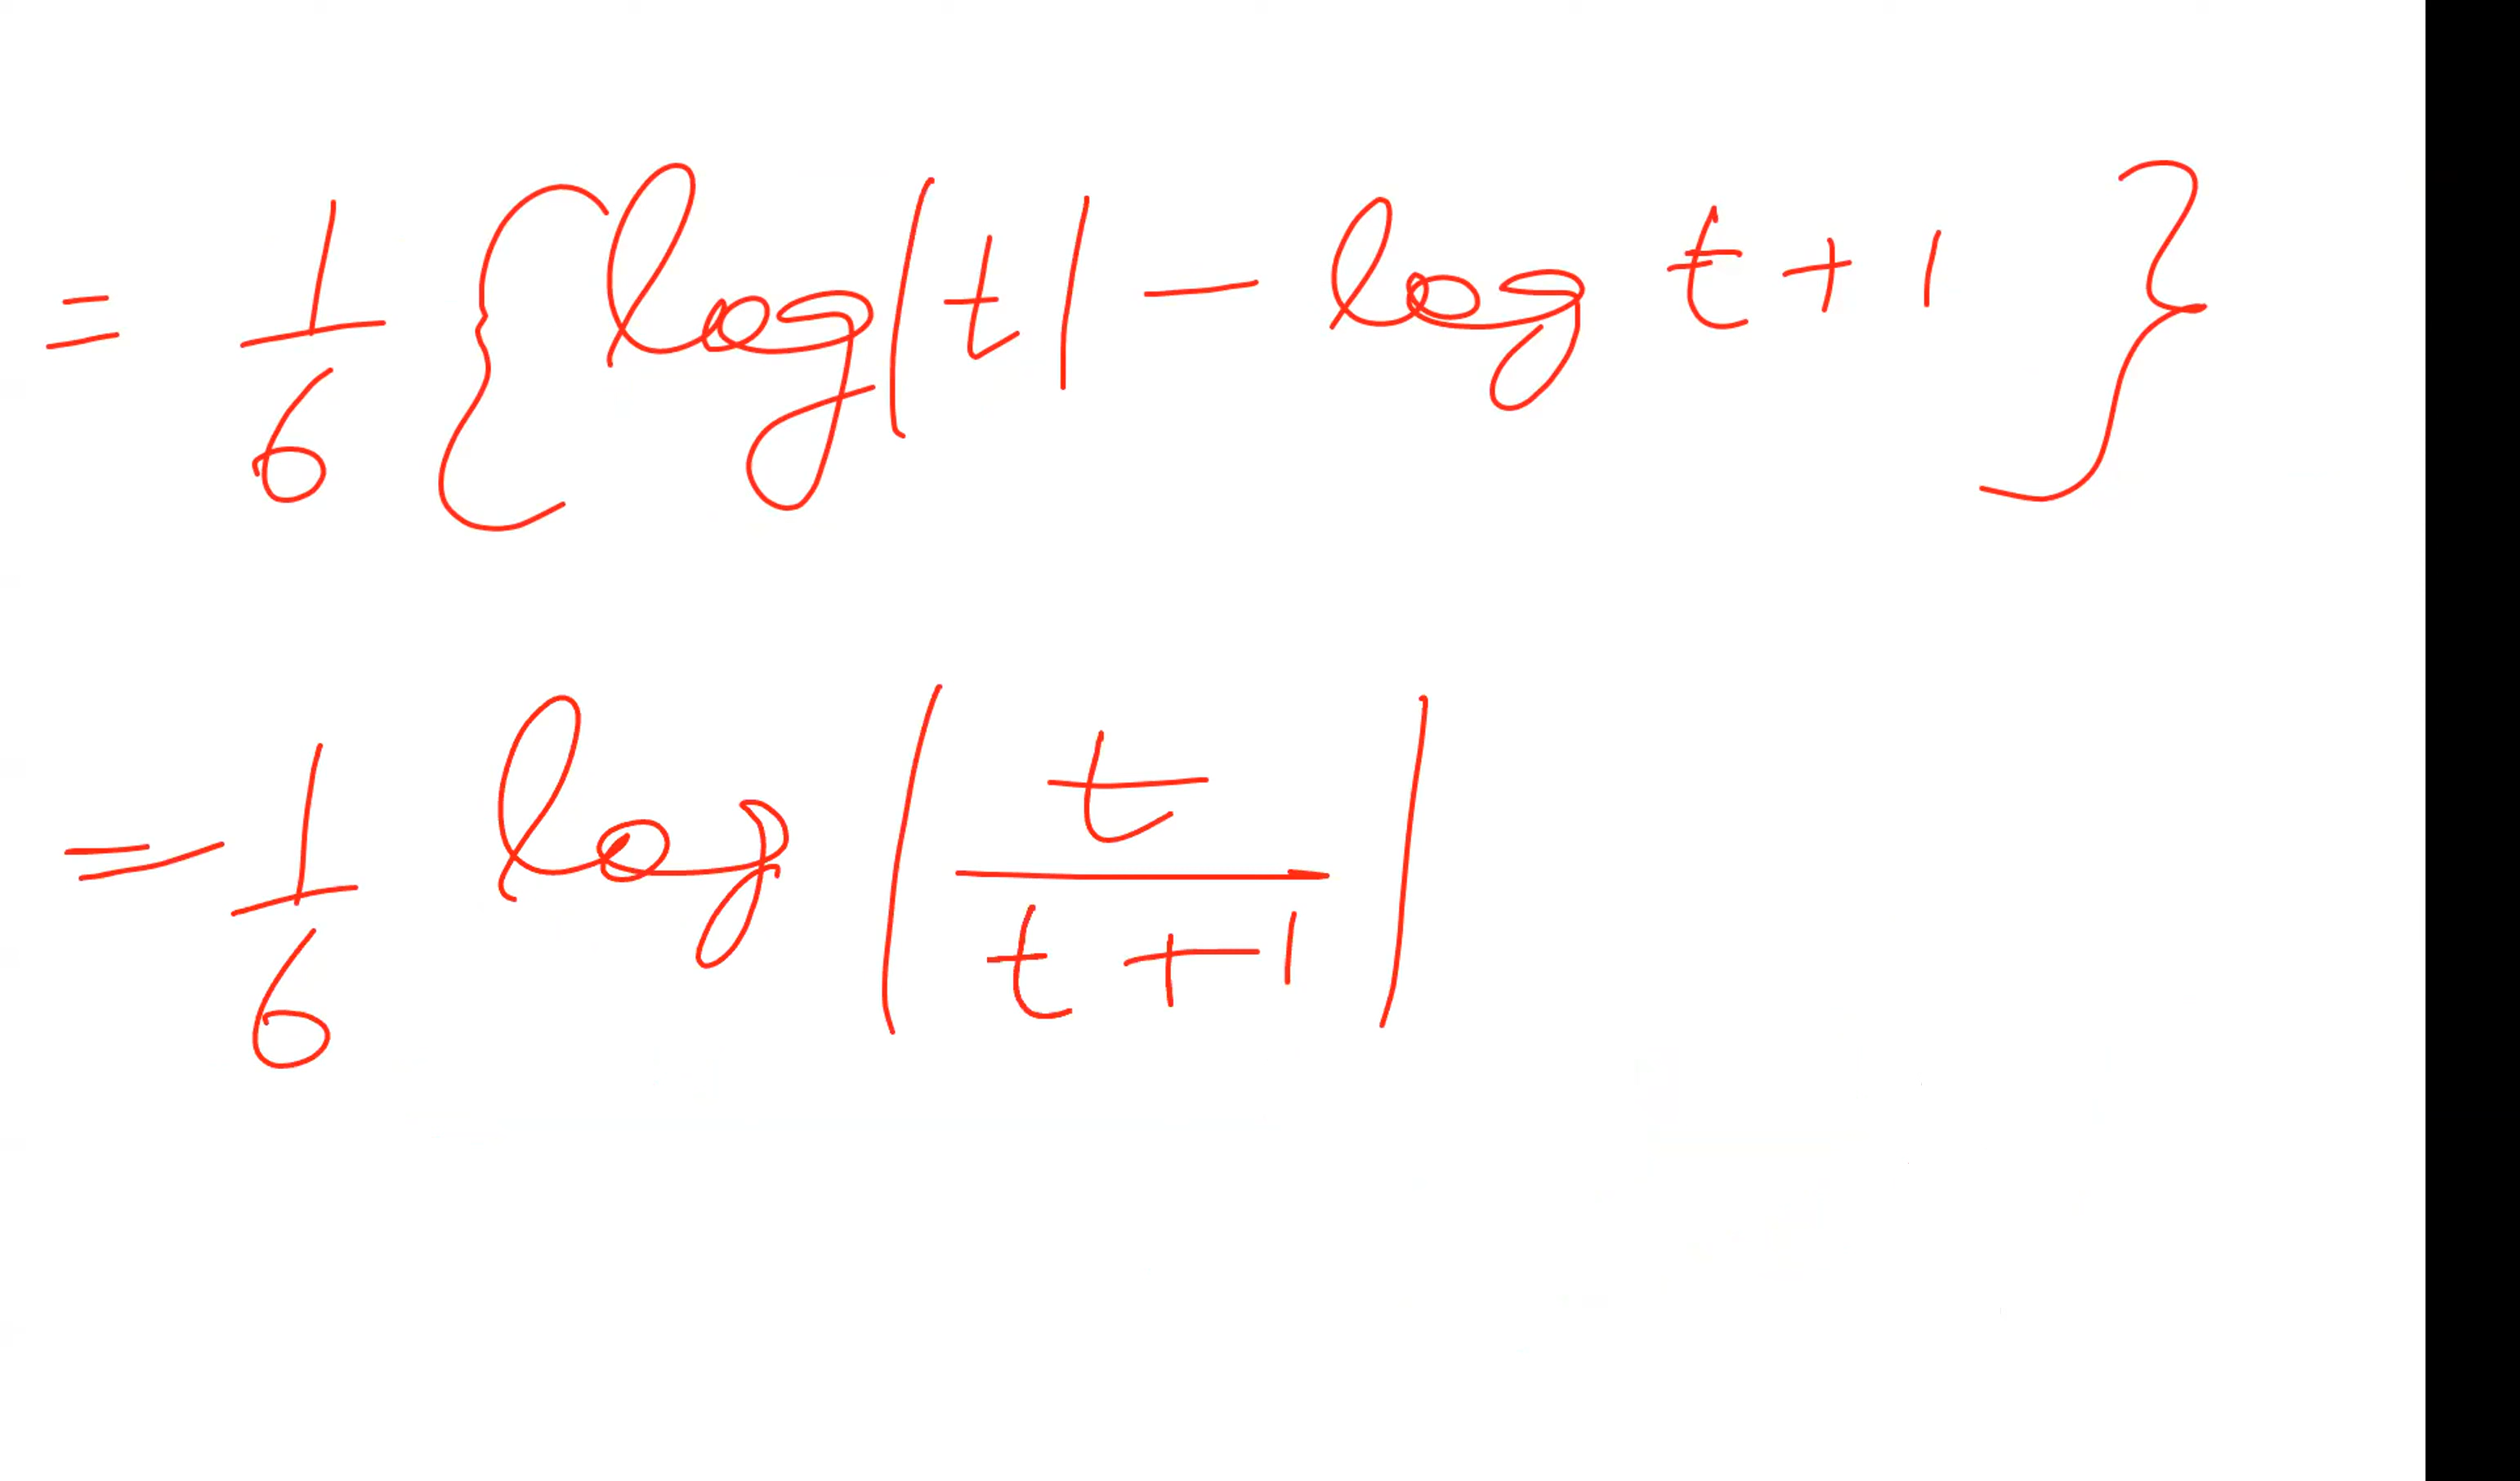 = 1/6 { log |t| - log t + 1 }
= 1/6 log | t/(t + 1) |